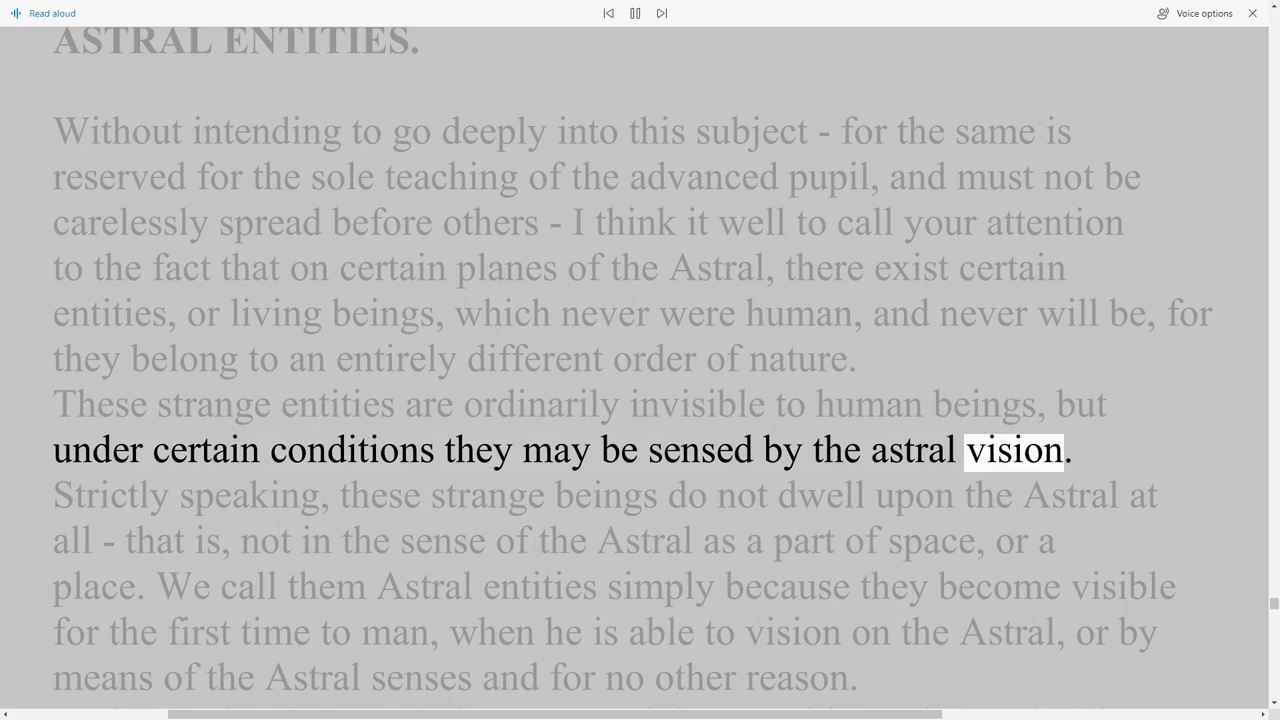 Read aloud
Voice options
ASTRAL ENTITIES.
Without intending to go deeply into this subject - for the same is
reserved for the sole teaching of the advanced pupil, and must not be
carelessly spread before others - I think it well to call your attention
to the fact that on certain planes of the Astral, there exist certain
entities, or living beings, which never were human, and never will be, for
they belong to an entirely different order of nature.
These strange entities are ordinarily invisible to human beings, but
under certain conditions they may be sensed by the astral vision.
Strictly speaking, these strange beings do not dwell upon the Astral at
all - that is, not in the sense of the Astral as a part of space, or a
place. We call them Astral entities simply because they become visible
for the first time to man, when he is able to vision on the Astral, or by
means of the Astral senses and for no other reason.